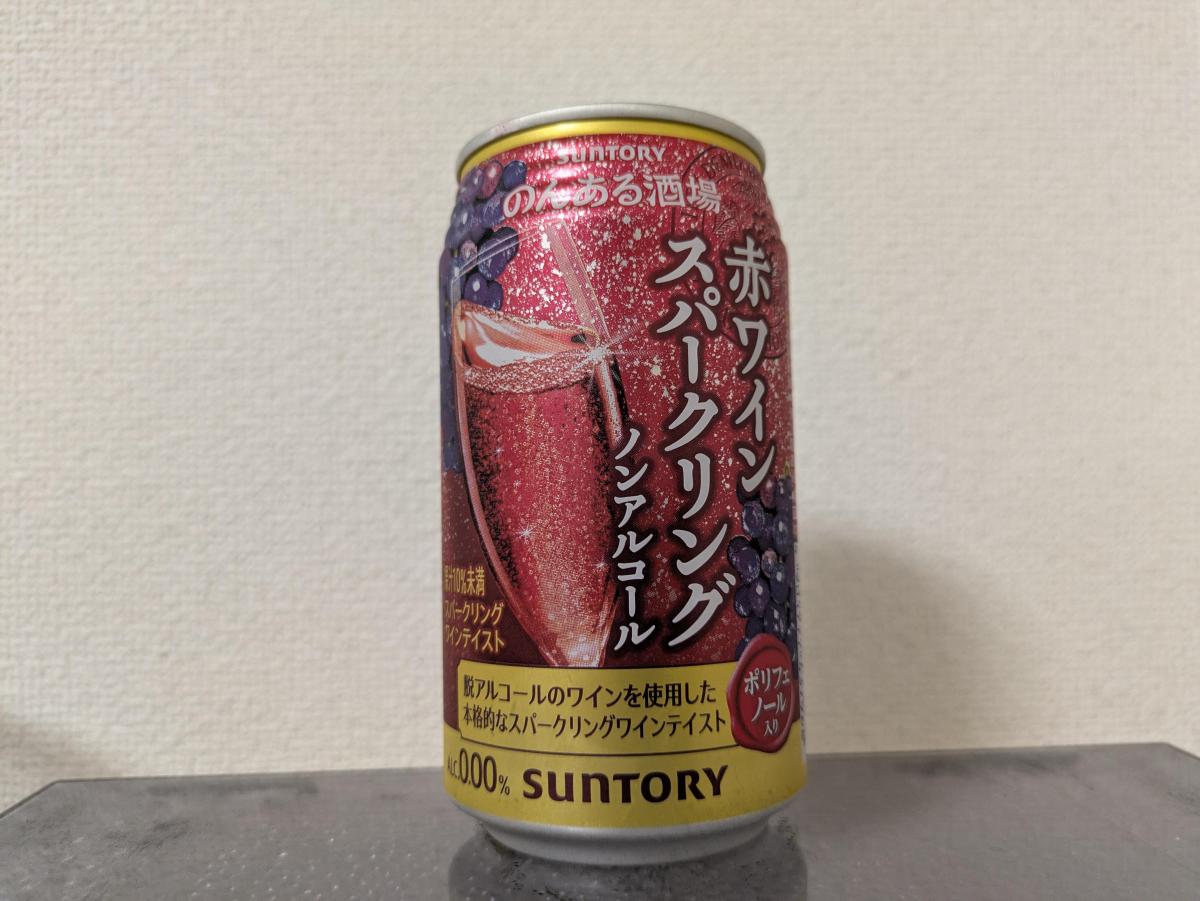 SUNTORY
のんある酒場
赤ワイン
スパークリング
ノンアルコール
果汁10%未満
スパークリング
ワインテイスト
脱アルコールのワインを使用した
本格的なスパークリングワインテイスト
ポリフェ
ノール
入り
ALC.0.00%
SUNTORY